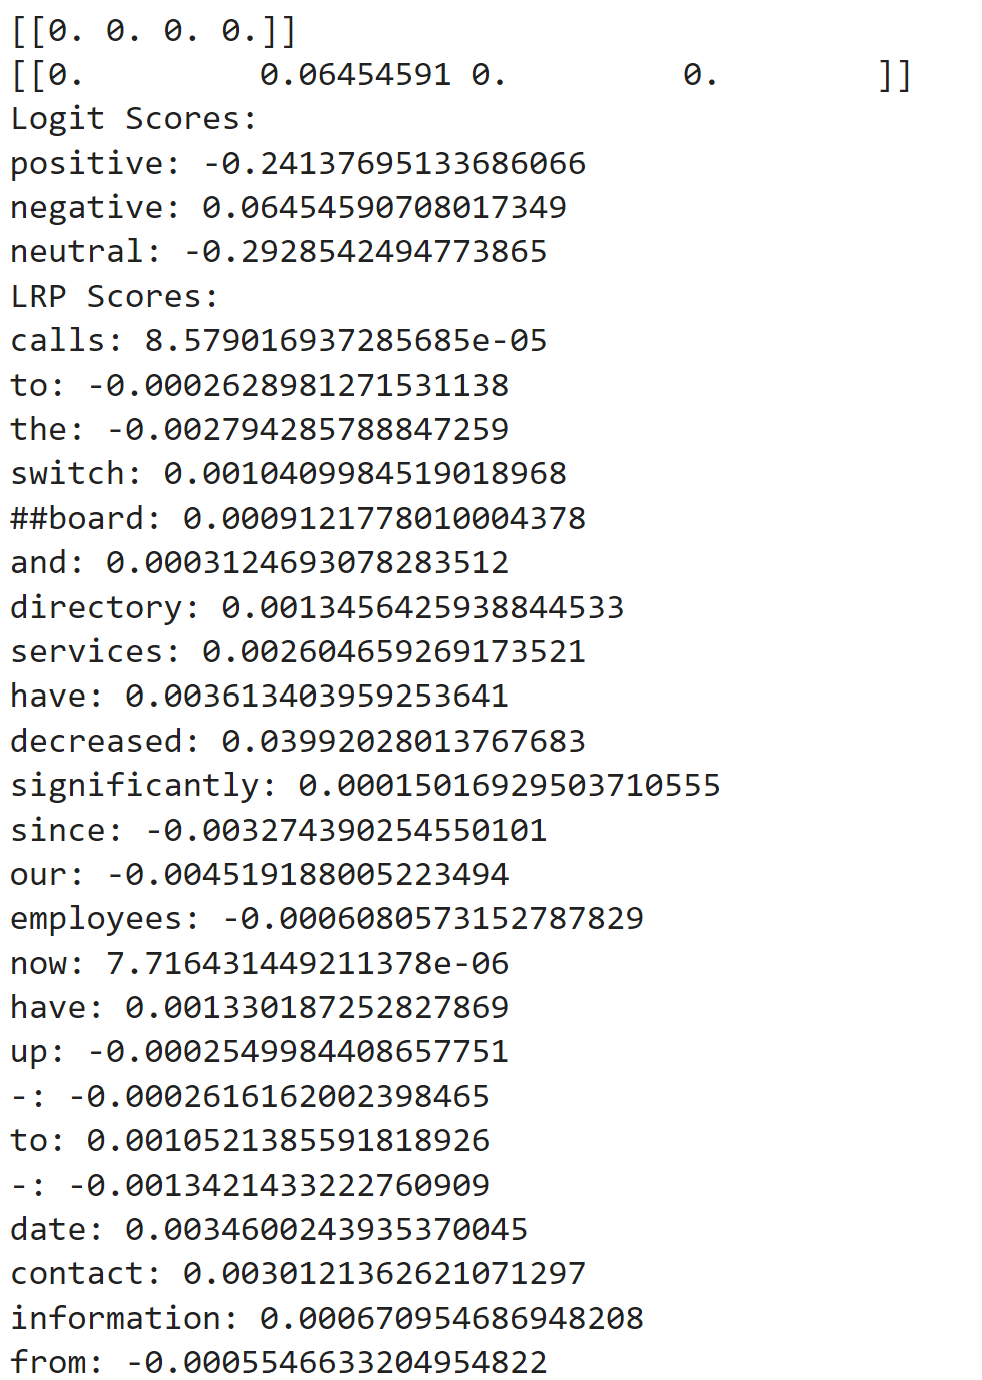 [[0. 0. 0. 0.]]
[[0.         0.06454591 0.         0.        ]]
Logit Scores:
positive: -0.24137695133686066
negative: 0.06454590708017349
neutral: -0.2928542494773865
LRP Scores:
calls: 8.579016937285685e-05
to: -0.0002628981271531138
the: -0.002794285788847259
switch: 0.0010409984519018968
##board: 0.0009121778010004378
and: 0.0003124693078283512
directory: 0.0013456425938844533
services: 0.002604659269173521
have: 0.003613403959253641
decreased: 0.03992028013767683
significantly: 0.00015016929503710555
since: -0.003274390254550101
our: -0.004519188005223494
employees: -0.0006080573152787829
now: 7.716431449211378e-06
have: 0.001330187252827869
up: -0.0002549984408657751
-: -0.0002616162002398465
to: 0.0010521385591818926
-: -0.0013421433222760909
date: 0.0034600243935370045
contact: 0.0030121362621071297
information: 0.000670954686948208
from: -0.0005546633204954822